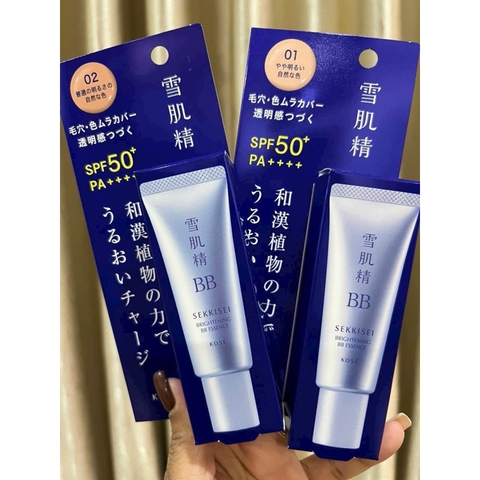 02
普通の明るさの
自然な色
雪肌精
毛穴・色ムラカバー
透明感つづく
SPF50+
PA++++
和漢植物の力で
うるおいチャージ
K
雪肌精
BB
SEKKISEI
BRIGHTENING
BB ESSENCE
KOSÉ
01
やや明るい
自然な色
雪肌精
毛穴・色ムラカバー
透明感つづく
SPF50+
PA++++
和漢植物の力で
うるおい
雪肌精
BB
SEKKISEI
BRIGHTENING
BB ESSENCE
KOSÉ